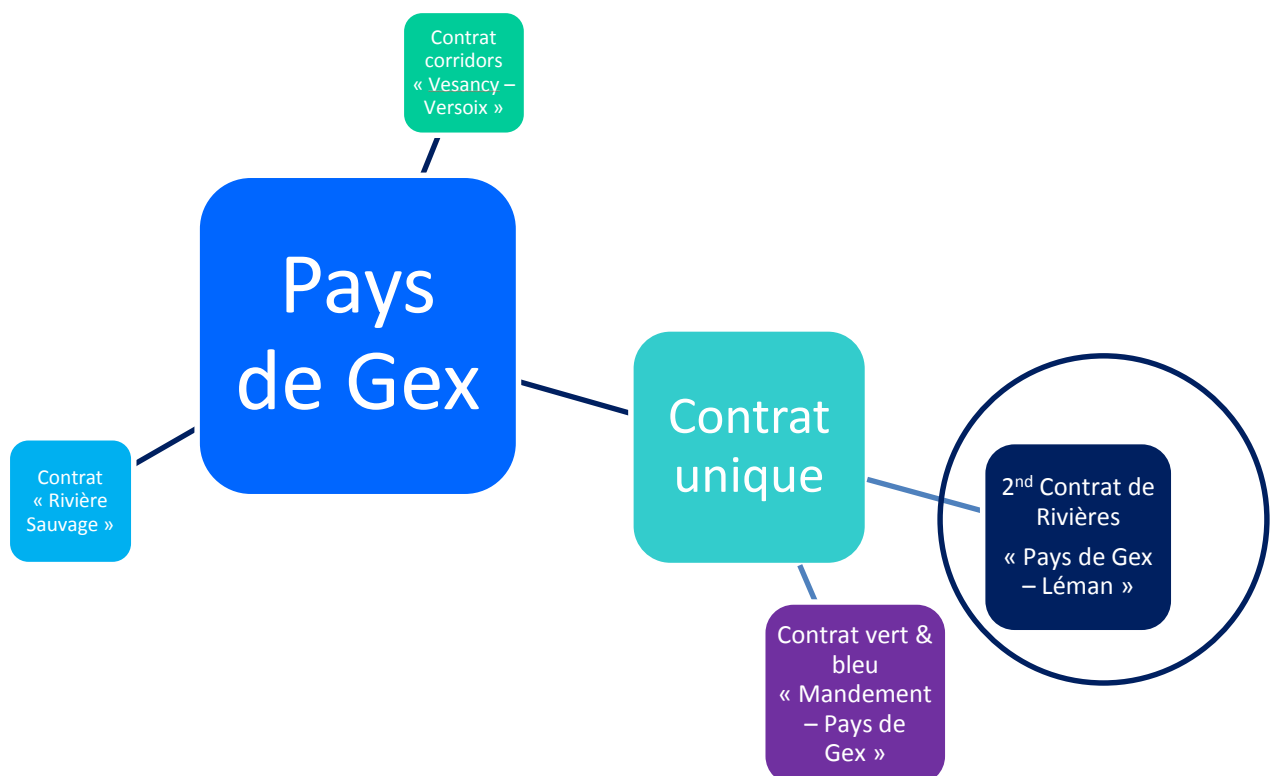 Contrat
corridors
« Vesancy –
Versoix »
Pays
de Gex
Contrat
« Rivière
Sauvage »
Contrat
unique
2nd Contrat de
Rivières
« Pays de Gex
– Léman »
Contrat vert &
bleu
« Mandement
– Pays de
Gex »